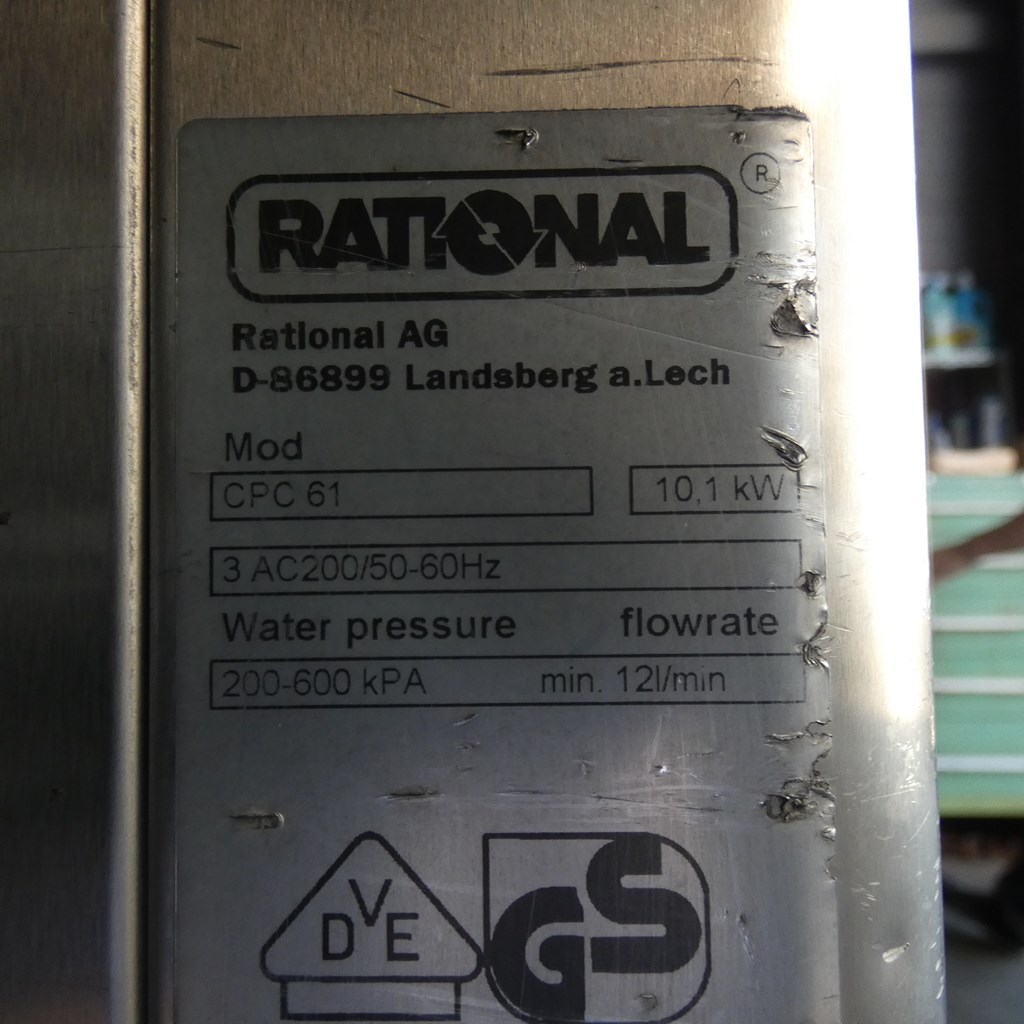 RATIONAL ®
Rational AG
D-86899 Landsberg a.Lech
Mod
CPC 61 10,1 kW
3 AC200/50-60Hz
Water pressure flowrate
200-600 kPA min. 12l/min
DVE GS